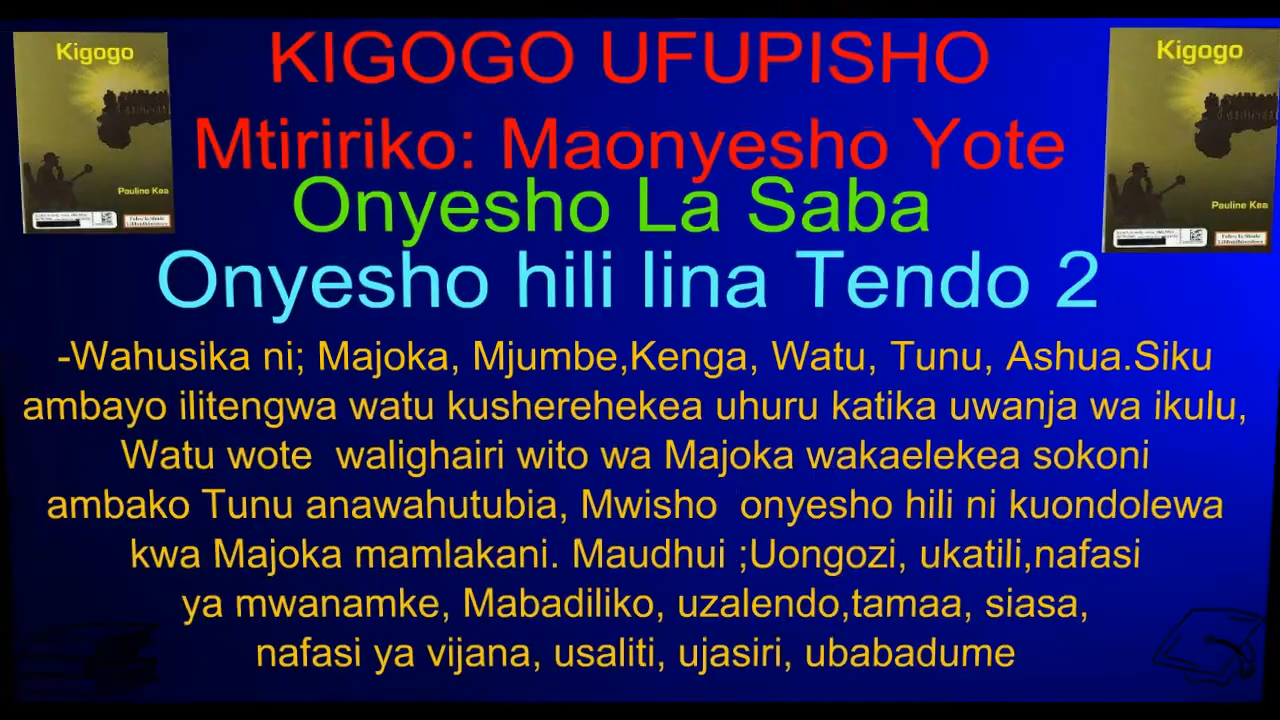 Kigogo
Pauline Kea
KIGOGO UFUPISHO
Mtiririko: Maonyesho Yote
Onyesho La Saba
Onyesho hili lina Tendo 2
Kigogo
Pauline Kea
-Wahusika ni; Majoka, Mjumbe,Kenga, Watu, Tunu, Ashua.Siku
ambayo ilitengwa watu kusherehekea uhuru katika uwanja wa ikulu,
Watu wote walighairi wito wa Majoka wakaelekea sokoni
ambako Tunu anawahutubia, Mwisho onyesho hili ni kuondolewa
kwa Majoka mamlakani. Maudhui ;Uongozi, ukatili,nafasi
ya mwanamke, Mabadiliko, uzalendo,tamaa, siasa,
nafasi ya vijana, usaliti, ujasiri, ubabadume